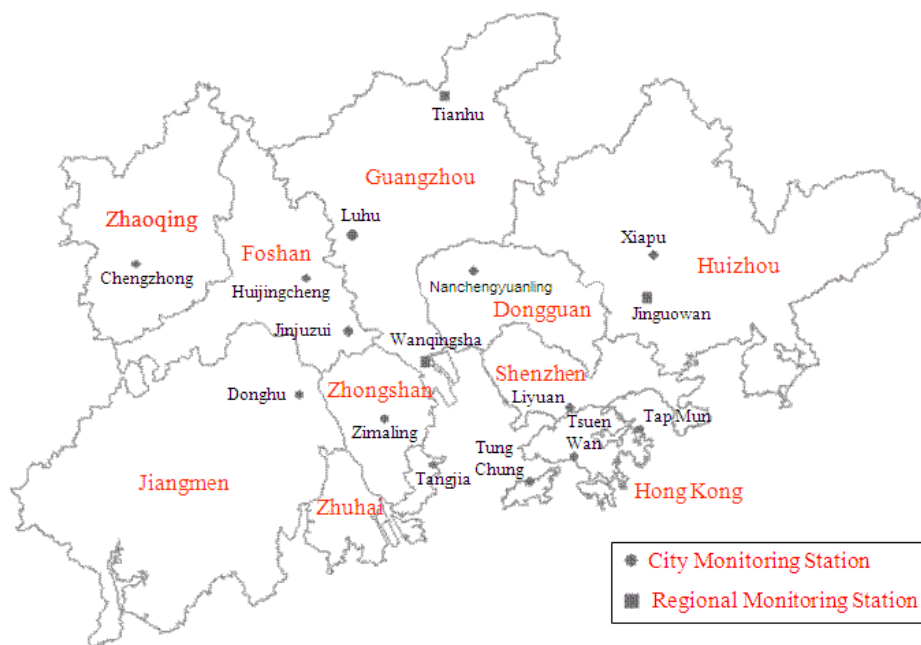 Tianhu
Guangzhou
Zhaoqing
Luhu
Xiapu
Foshan
Huizhou
Chengzhong
Huijingcheng
Nanchengyuanling
Dongguan
Jinguowan
Jinjuzui
Wanqingsha
Shenzhen
Zhongshan
Donghu
Liyuan
Tsuen
Wan
Tap Mun
Zimaling
Tung
Chung
Tangjia
Jiangmen
Zhuhai
Hong Kong
City Monitoring Station
Regional Monitoring Station